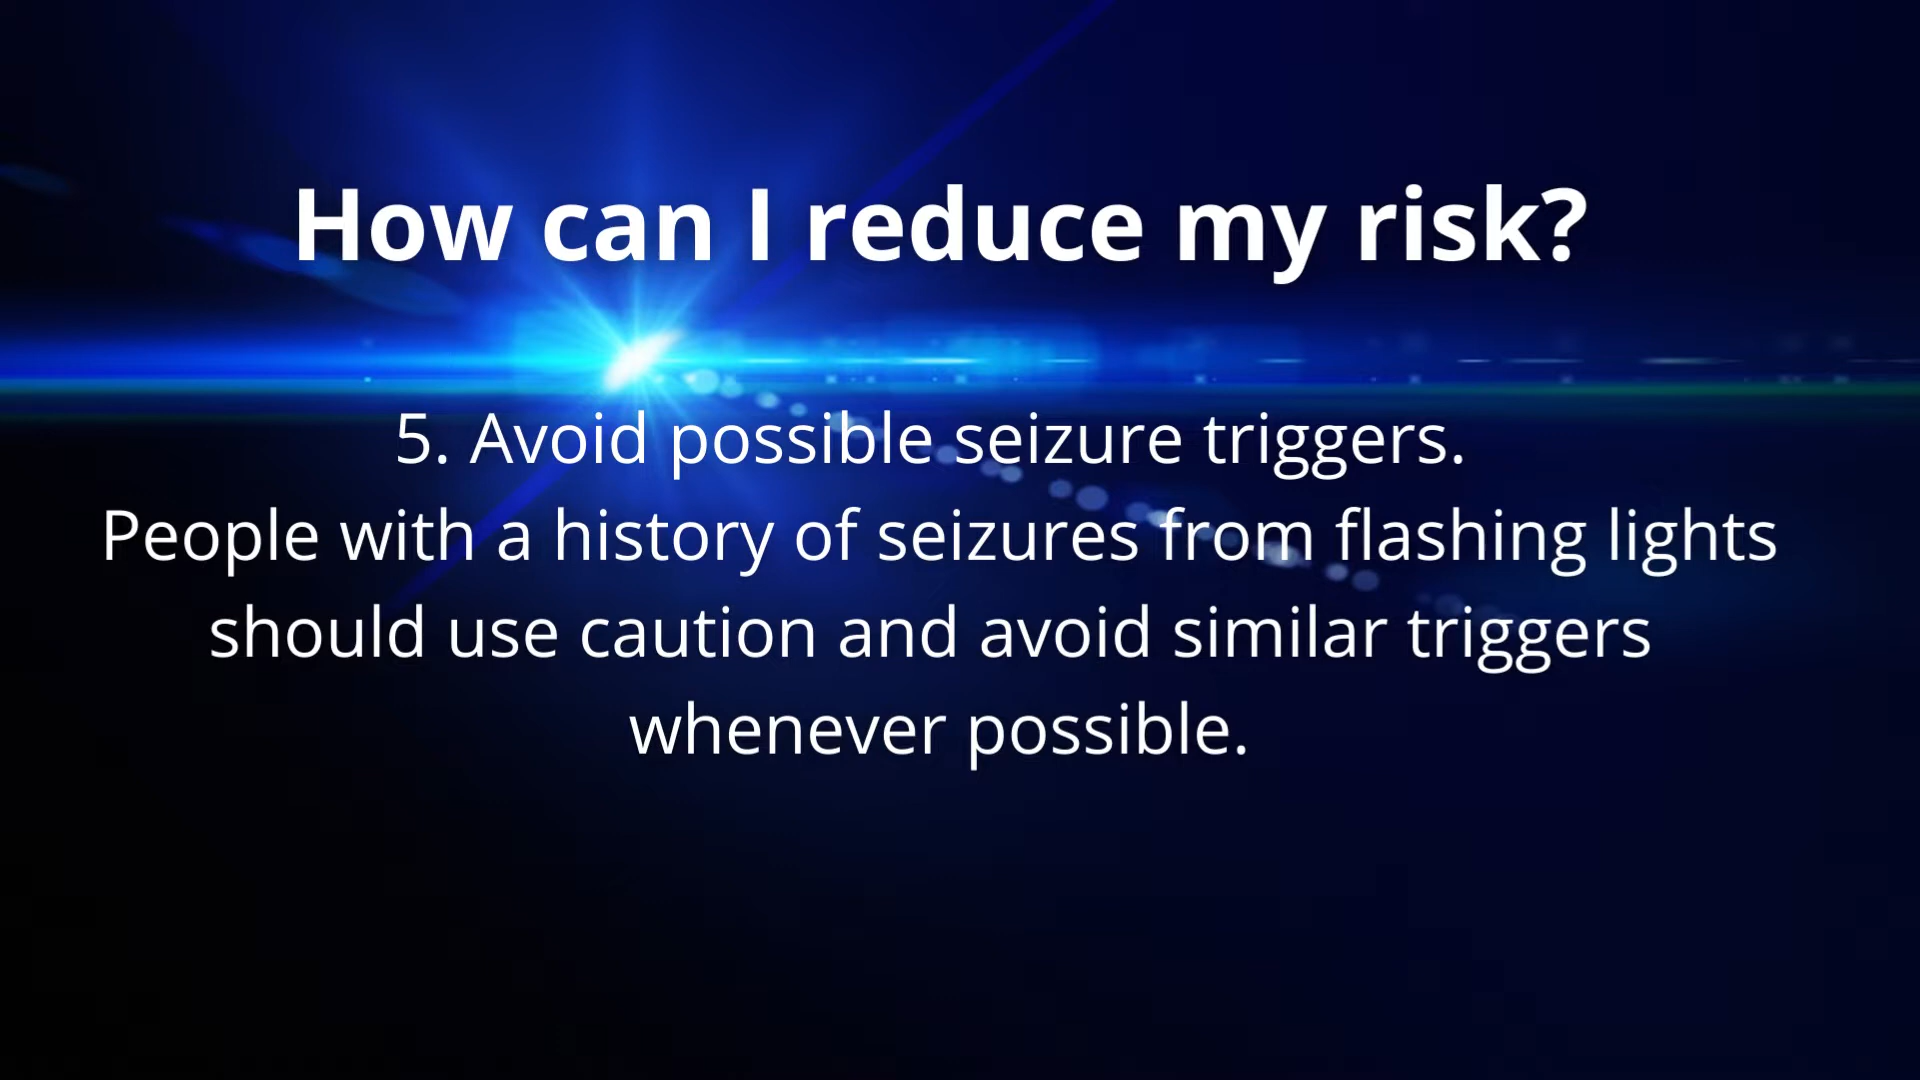 How can I reduce my risk?
5. Avoid possible seizure triggers.
People with a history of seizures from flashing lights
should use caution and avoid similar triggers
whenever possible.